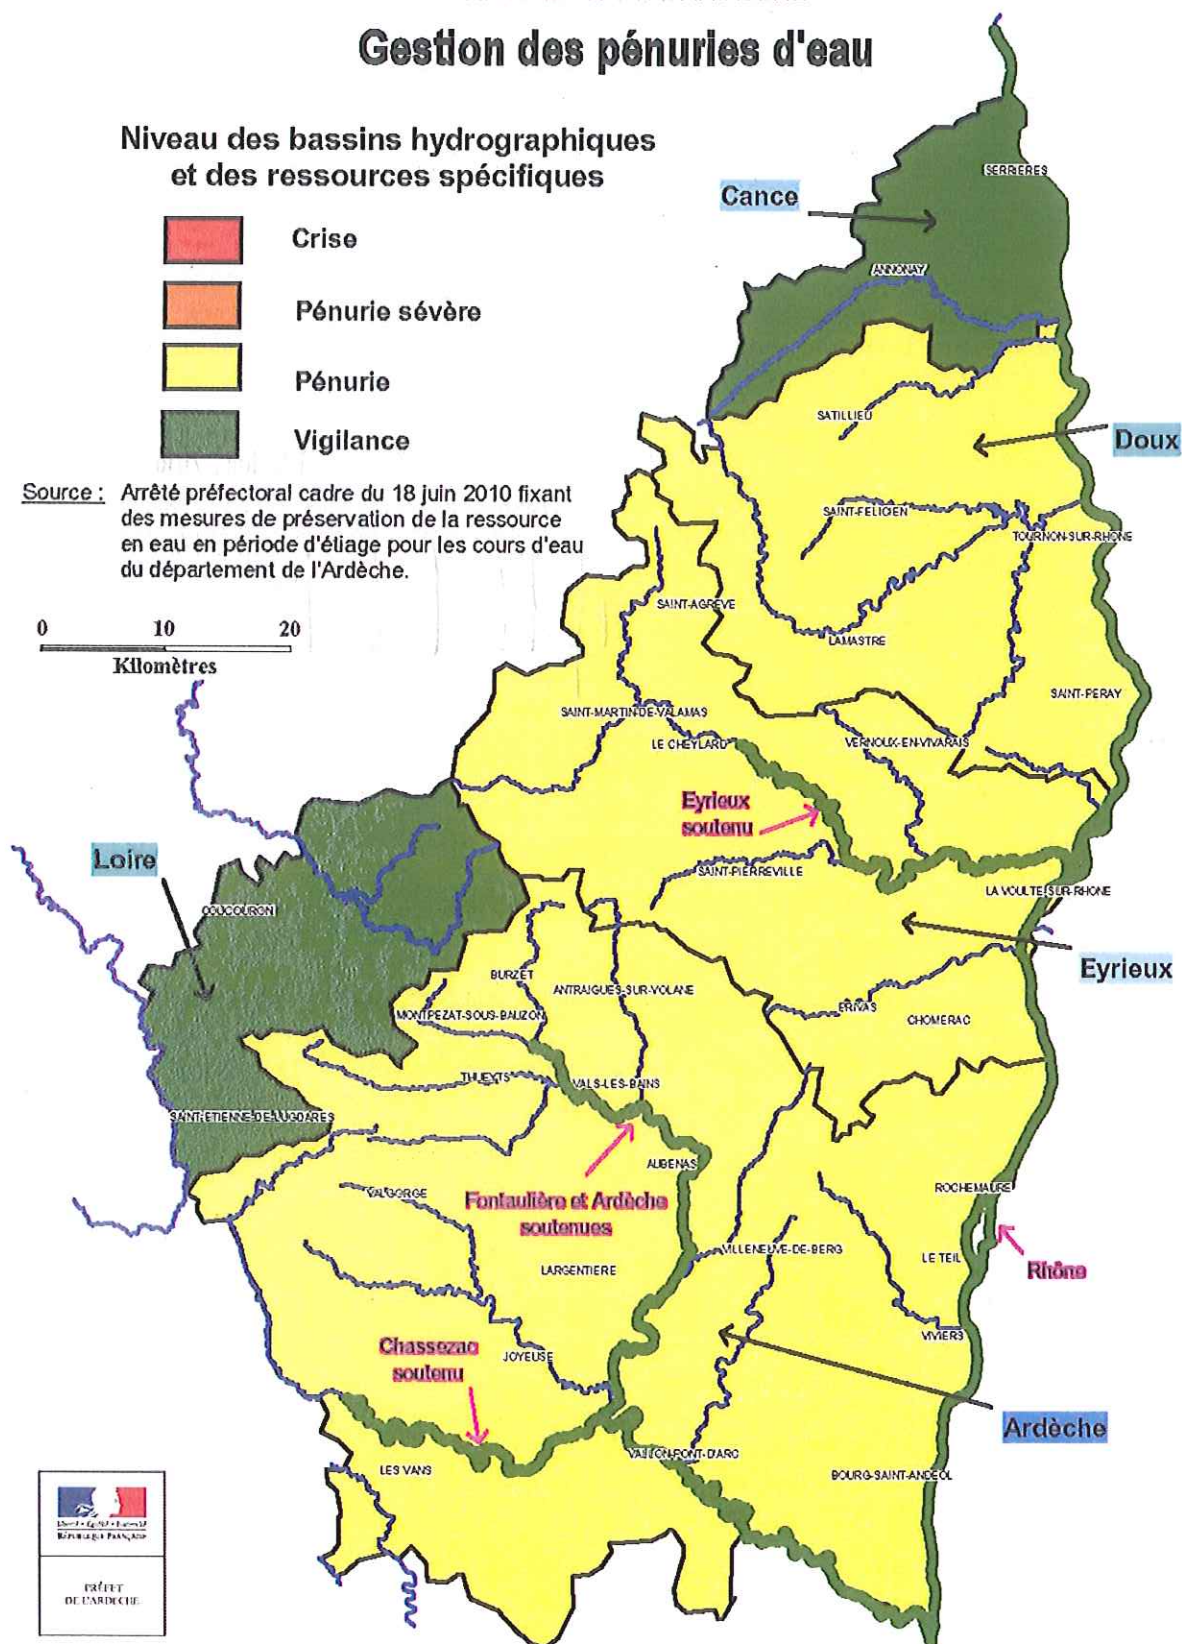 Gestion des pénuries d'eau
Niveau des bassins hydrographiques
et des ressources spécifiques
Crise
Pénurie sévère
Pénurie
Vigilance
Source : Arrêté préfectoral cadre du 18 juin 2010 fixant
des mesures de préservation de la ressource
en eau en période d'étiage pour les cours d'eau
du département de l'Ardèche.
0 10 20
Kilomètres
SERRIERES
Cance
ANNONAY
SATILLIEU
Doux
SAINT-FELICIEN
TOURNON-SUR-RHONE
SAINT-AGREVE
LAMASTRE
SAINT-PERAY
SAINT-MARTIN-DE-VALAMAS
LE CHEYLARD
VERNOUX-EN-VIVARAIS
Eyrieux
soutenu
Loire
SAINT-PIERREVILLE
LA VOULTE-SUR-RHONE
COUCOURON
Eyrieux
BURZET
ANTRAIGUES-SUR-VOLANE
MONTPEZAT-SOUS-BAUZON
PRIVAS
CHOMERAC
THUEYTS
VALS-LES-BAINS
SAINT-ETIENNE-DE-LUGDARES
AUBENAS
VALGORGE
Fontaulière et Ardèche
soutenues
ROCHEMAURE
VILLENEUVE-DE-BERG
LE TEIL
Rhône
LARGENTIERE
VIVIERS
Chassezac
soutenu
JOYEUSE
Ardèche
LES VANS
VALLON-PONT-D'ARC
BOURG-SAINT-ANDEOL
Liberté • Égalité • Fraternité
RÉPUBLIQUE FRANÇAISE
PRÉFET
DE L'ARDÈCHE